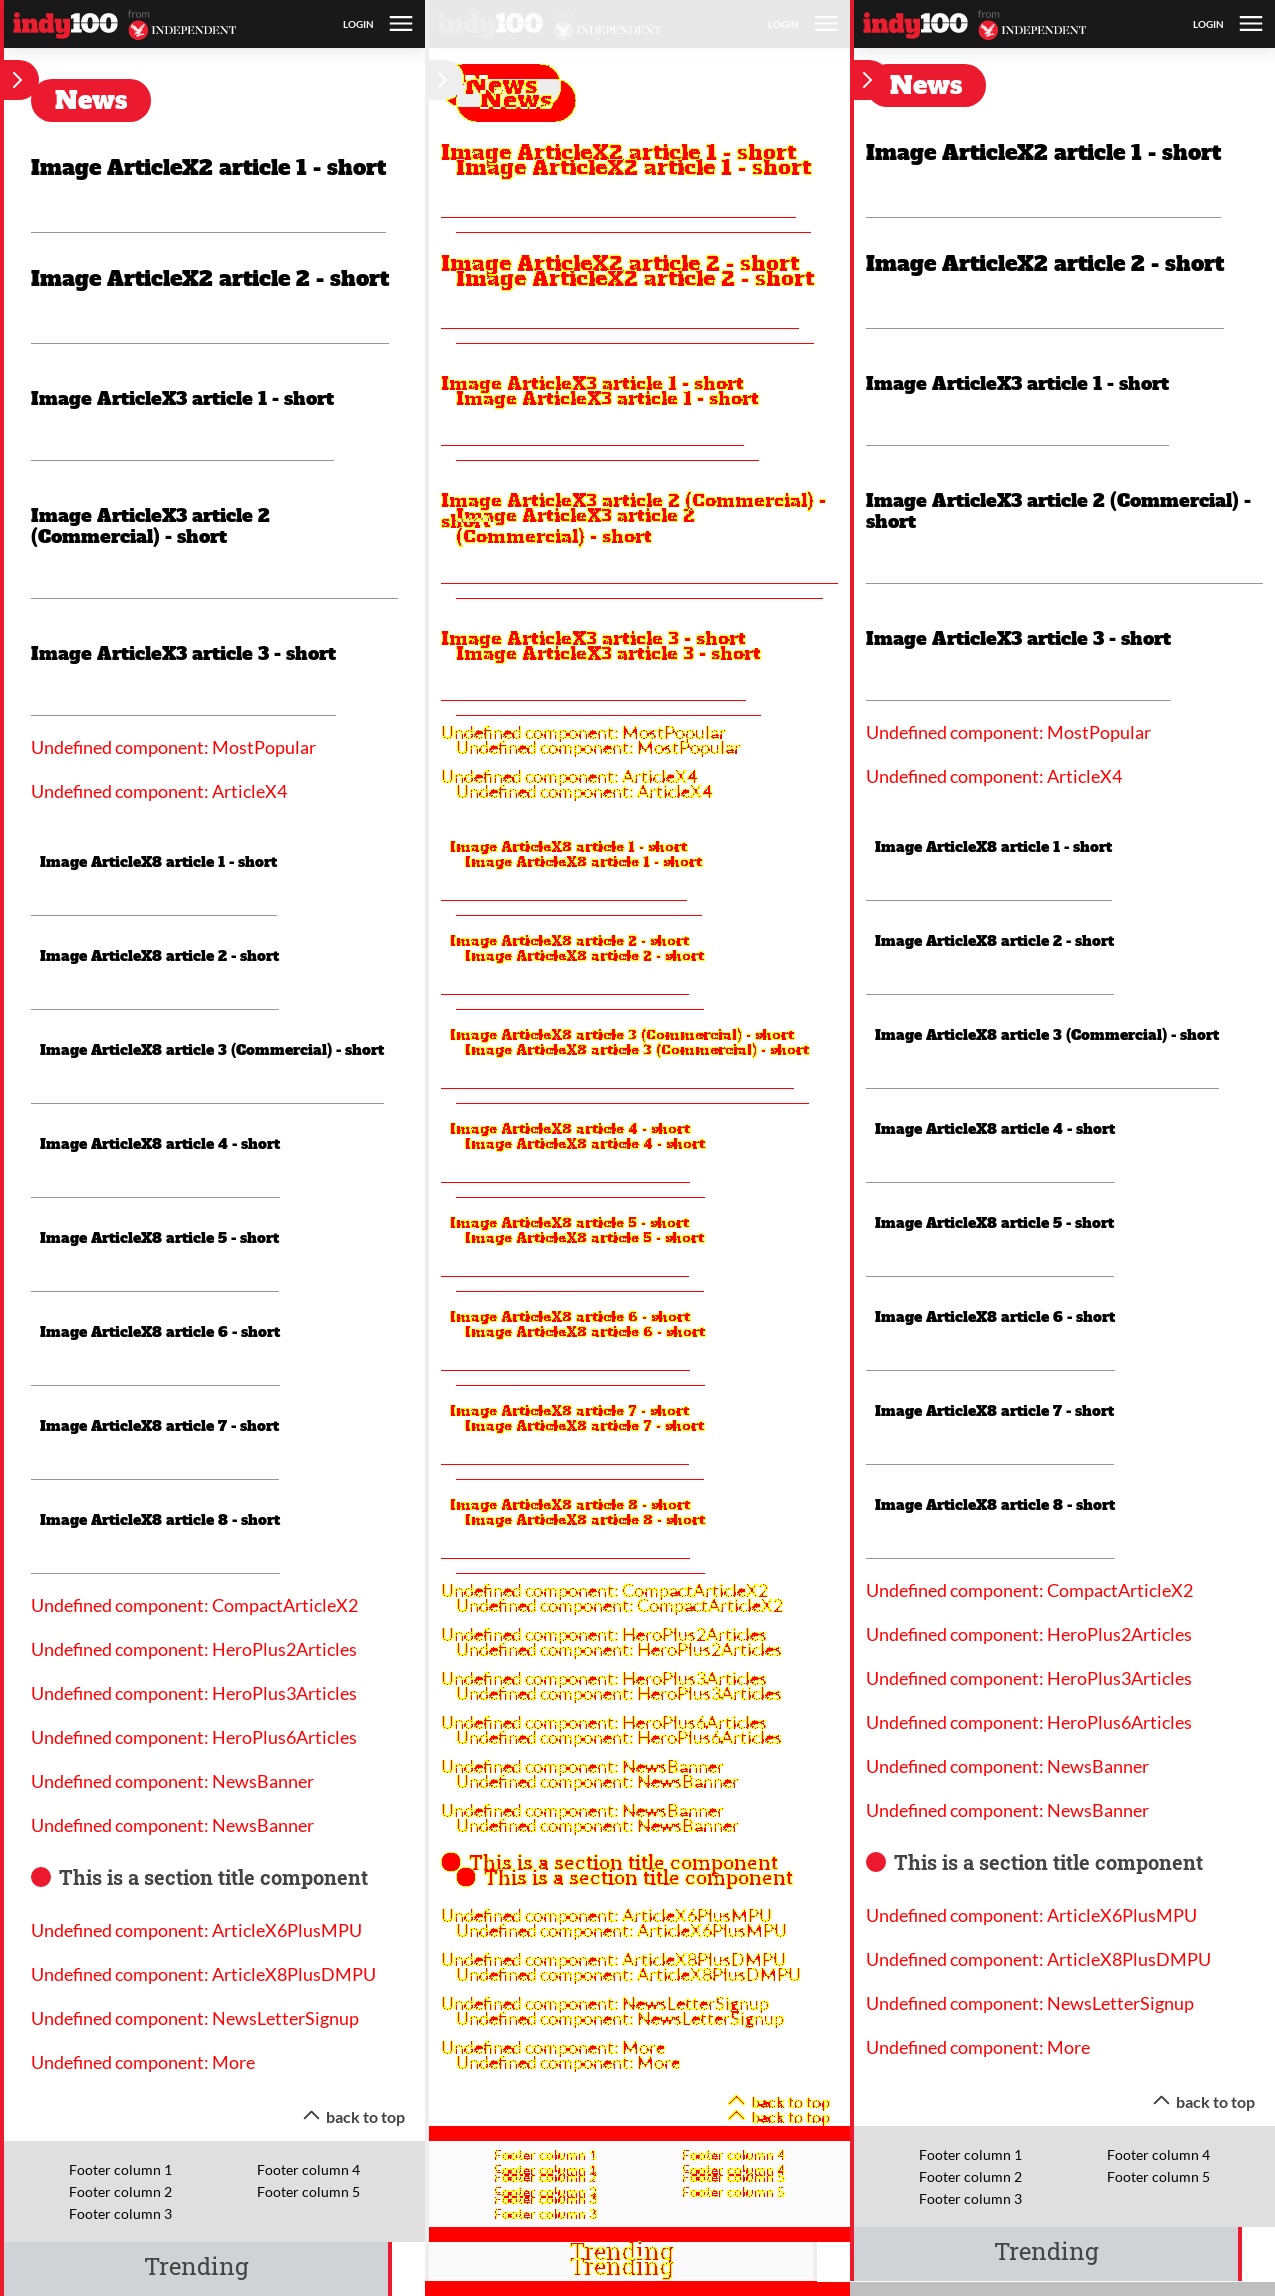 indy100 from INDEPENDENT LOGIN
News
Image ArticleX2 article 1 - short
Image ArticleX2 article 2 - short
Image ArticleX3 article 1 - short
Image ArticleX3 article 2
(Commercial) - short
Image ArticleX3 article 3 - short
Undefined component: MostPopular
Undefined component: ArticleX4
Image ArticleX8 article 1 - short
Image ArticleX8 article 2 - short
Image ArticleX8 article 3 (Commercial) - short
Image ArticleX8 article 4 - short
Image ArticleX8 article 5 - short
Image ArticleX8 article 6 - short
Image ArticleX8 article 7 - short
Image ArticleX8 article 8 - short
Undefined component: CompactArticleX2
Undefined component: HeroPlus2Articles
Undefined component: HeroPlus3Articles
Undefined component: HeroPlus6Articles
Undefined component: NewsBanner
Undefined component: NewsBanner
This is a section title component
Undefined component: ArticleX6PlusMPU
Undefined component: ArticleX8PlusDMPU
Undefined component: NewsLetterSignup
Undefined component: More
back to top
Footer column 1
Footer column 2
Footer column 3
Footer column 4
Footer column 5
Trending
indy100 from INDEPENDENT LOGIN
News
News
Image ArticleX2 article 1 - short
Image ArticleX2 article 1 - short
Image ArticleX2 article 2 - short
Image ArticleX2 article 2 - short
Image ArticleX3 article 1 - short
Image ArticleX3 article 1 - short
Image ArticleX3 article 2 (Commercial) -
short
Image ArticleX3 article 2
(Commercial) - short
Image ArticleX3 article 3 - short
Image ArticleX3 article 3 - short
Undefined component: MostPopular
Undefined component: MostPopular
Undefined component: ArticleX4
Undefined component: ArticleX4
Image ArticleX8 article 1 - short
Image ArticleX8 article 1 - short
Image ArticleX8 article 2 - short
Image ArticleX8 article 2 - short
Image ArticleX8 article 3 (Commercial) - short
Image ArticleX8 article 3 (Commercial) - short
Image ArticleX8 article 4 - short
Image ArticleX8 article 4 - short
Image ArticleX8 article 5 - short
Image ArticleX8 article 5 - short
Image ArticleX8 article 6 - short
Image ArticleX8 article 6 - short
Image ArticleX8 article 7 - short
Image ArticleX8 article 7 - short
Image ArticleX8 article 8 - short
Image ArticleX8 article 8 - short
Undefined component: CompactArticleX2
Undefined component: CompactArticleX2
Undefined component: HeroPlus2Articles
Undefined component: HeroPlus2Articles
Undefined component: HeroPlus3Articles
Undefined component: HeroPlus3Articles
Undefined component: HeroPlus6Articles
Undefined component: HeroPlus6Articles
Undefined component: NewsBanner
Undefined component: NewsBanner
Undefined component: NewsBanner
Undefined component: NewsBanner
This is a section title component
This is a section title component
Undefined component: ArticleX6PlusMPU
Undefined component: ArticleX6PlusMPU
Undefined component: ArticleX8PlusDMPU
Undefined component: ArticleX8PlusDMPU
Undefined component: NewsLetterSignup
Undefined component: NewsLetterSignup
Undefined component: More
Undefined component: More
back to top
back to top
Footer column 1
Footer column 1
Footer column 2
Footer column 2
Footer column 3
Footer column 3
Footer column 4
Footer column 4
Footer column 5
Footer column 5
Trending
Trending
indy100 from INDEPENDENT LOGIN
News
Image ArticleX2 article 1 - short
Image ArticleX2 article 2 - short
Image ArticleX3 article 1 - short
Image ArticleX3 article 2 (Commercial) -
short
Image ArticleX3 article 3 - short
Undefined component: MostPopular
Undefined component: ArticleX4
Image ArticleX8 article 1 - short
Image ArticleX8 article 2 - short
Image ArticleX8 article 3 (Commercial) - short
Image ArticleX8 article 4 - short
Image ArticleX8 article 5 - short
Image ArticleX8 article 6 - short
Image ArticleX8 article 7 - short
Image ArticleX8 article 8 - short
Undefined component: CompactArticleX2
Undefined component: HeroPlus2Articles
Undefined component: HeroPlus3Articles
Undefined component: HeroPlus6Articles
Undefined component: NewsBanner
Undefined component: NewsBanner
This is a section title component
Undefined component: ArticleX6PlusMPU
Undefined component: ArticleX8PlusDMPU
Undefined component: NewsLetterSignup
Undefined component: More
back to top
Footer column 1
Footer column 2
Footer column 3
Footer column 4
Footer column 5
Trending